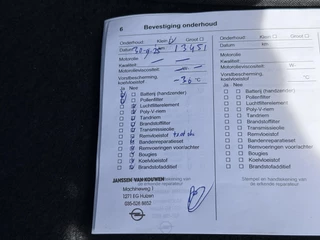 8 Bevestiging onderhoud
Onderhoud: Klein Groot
Datum 13451
Motorolie
Kwaliteit
Motorolieviscositeit
Vorstbescherming,
koelvloeistof -30 °C
Ja Nee
Batterij (handzender)
Pollenfilter
Luchtfilterelement
Poly-V-riem
Tandriem
Brandstoffilter
Transmissieolie
Remvloeistof
Bandenreparatieset
Remvoeringen voor/achter
Bougies
Koelvloeistof
Brandstofadditief
JANSSEN VAN KOUWEN
Machineweg 1
Onderhoud: Klein Groot
Datum
Motorolie
Kwaliteit
Motorolieviscositeit W-
Vorstbescherming,
koelvloeistof °C
Ja Nee
Batterij (handzender)
Pollenfilter
Luchtfilterelement
Poly-V-riem
Tandriem
Brandstoffilter
Transmissieolie
Remvloeistof
Bandenreparatieset
Remvoeringen voor/achter
Bougies
Koelvloeistof
Brandstofadditief
Stempel en handtekening van
de erkende reparateur